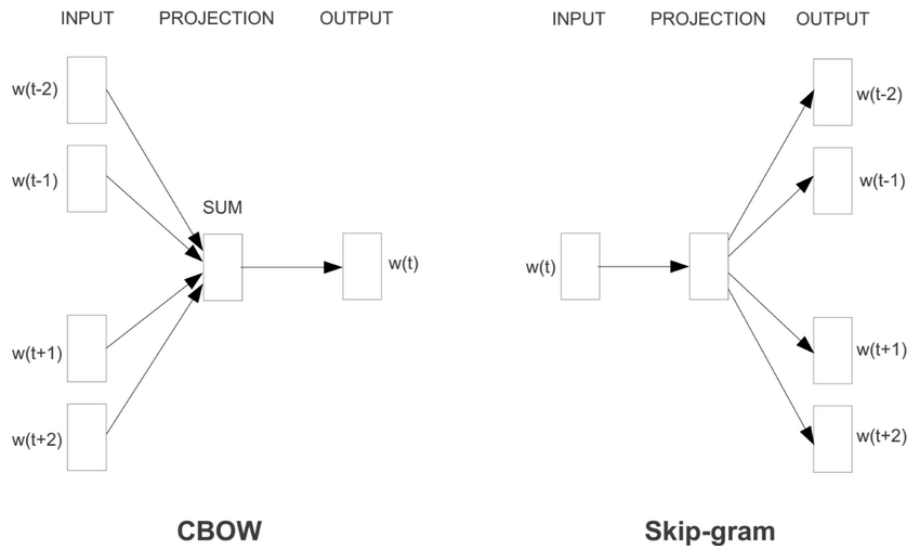 INPUT PROJECTION OUTPUT
w(t-2)
w(t-1)
SUM
w(t)
w(t+1)
w(t+2)
CBOW
INPUT PROJECTION OUTPUT
w(t-2)
w(t-1)
w(t)
w(t+1)
w(t+2)
Skip-gram